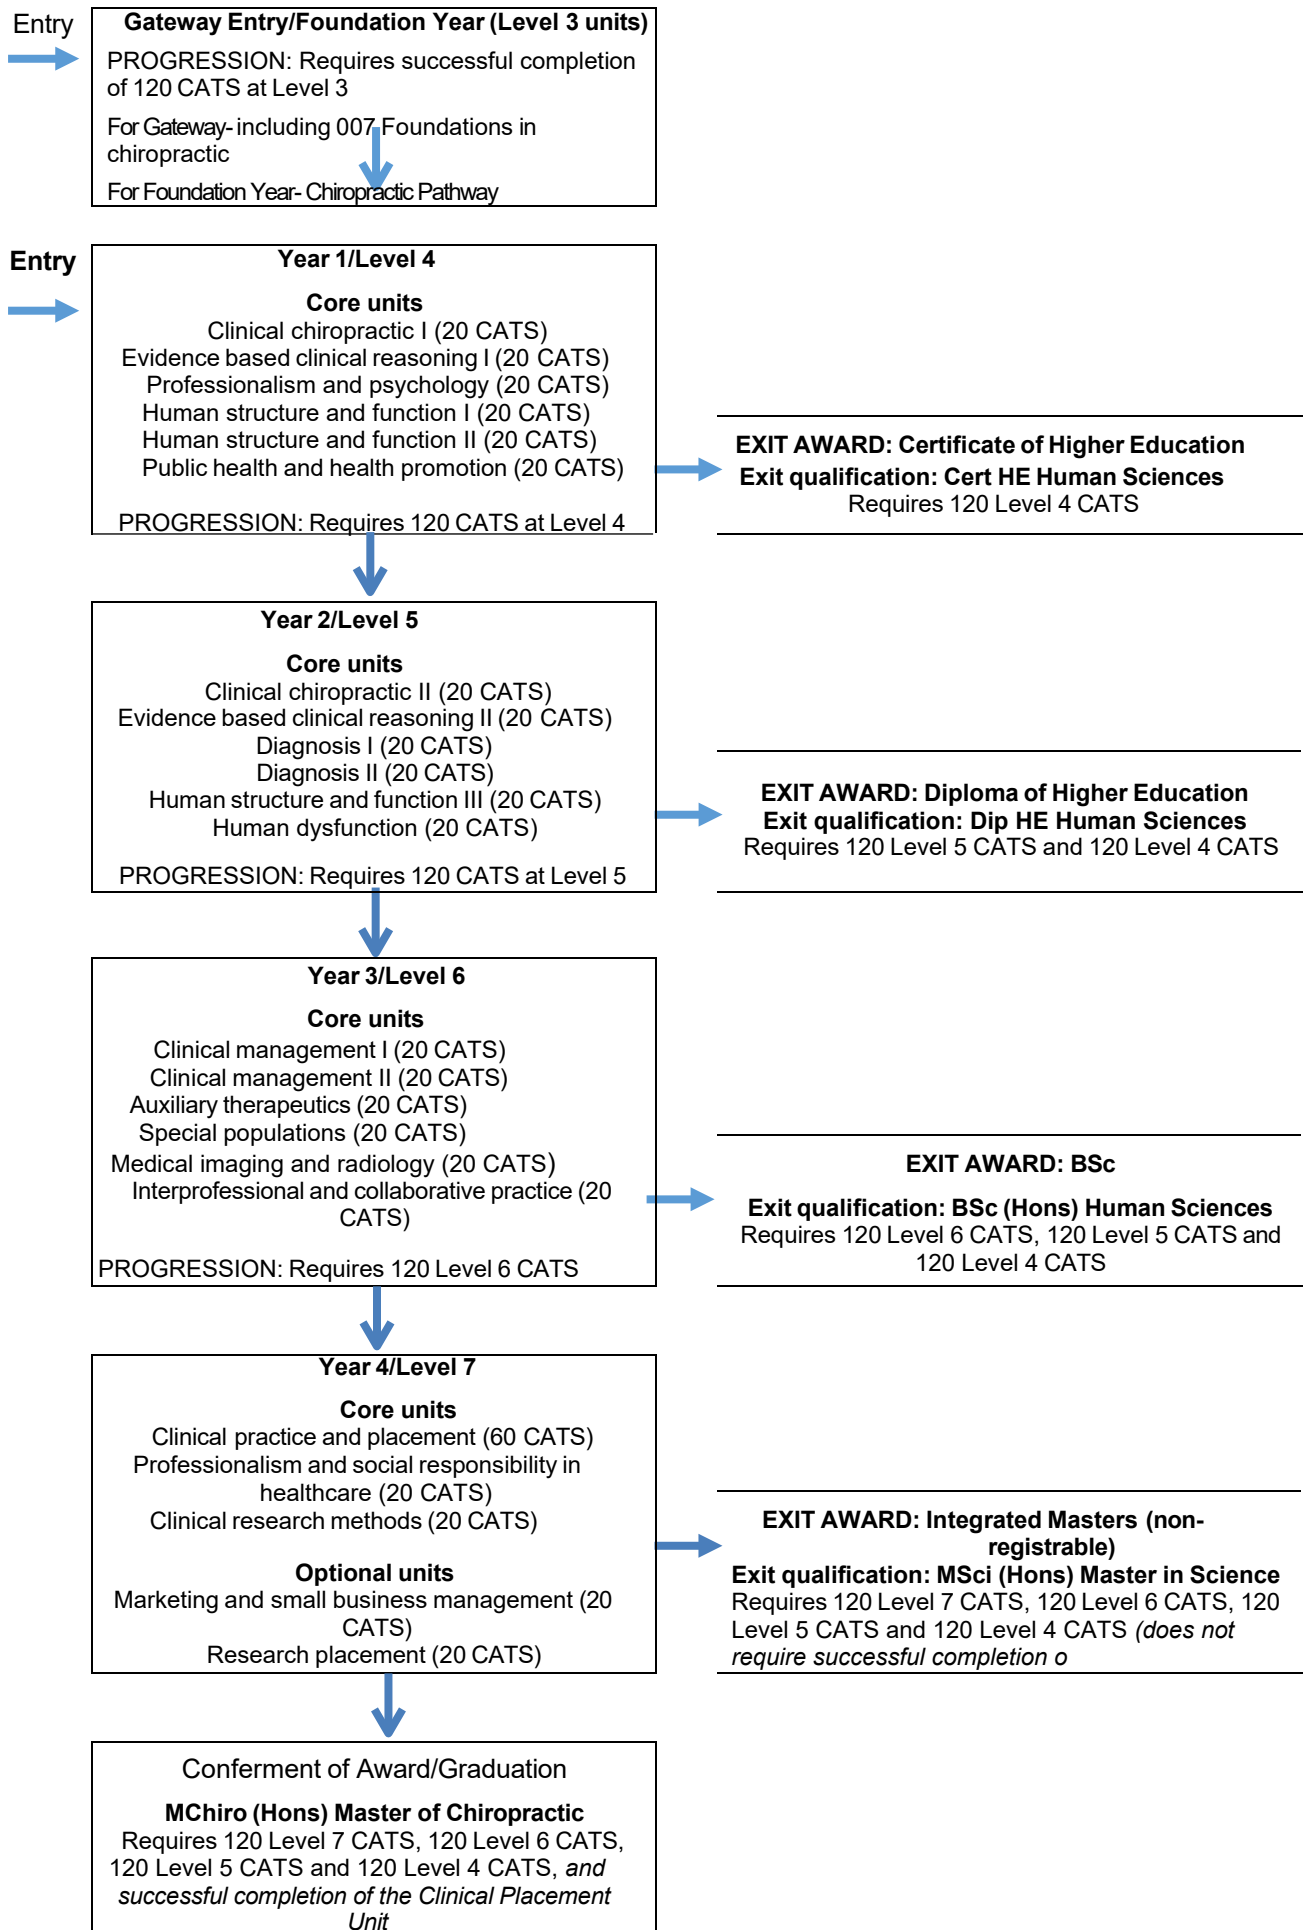 Entry
Gateway Entry/Foundation Year (Level 3 units)
PROGRESSION: Requires successful completion
of 120 CATS at Level 3
For Gateway- including 007 Foundations in
chiropractic
For Foundation Year- Chiropractic Pathway
Entry
Year 1/Level 4
Core units
Clinical chiropractic I (20 CATS)
Evidence based clinical reasoning I (20 CATS)
Professionalism and psychology (20 CATS)
Human structure and function I (20 CATS)
Human structure and function II (20 CATS)
Public health and health promotion (20 CATS)
PROGRESSION: Requires 120 CATS at Level 4
EXIT AWARD: Certificate of Higher Education
Exit qualification: Cert HE Human Sciences
Requires 120 Level 4 CATS
Year 2/Level 5
Core units
Clinical chiropractic II (20 CATS)
Evidence based clinical reasoning II (20 CATS)
Diagnosis I (20 CATS)
Diagnosis II (20 CATS)
Human structure and function III (20 CATS)
Human dysfunction (20 CATS)
PROGRESSION: Requires 120 CATS at Level 5
EXIT AWARD: Diploma of Higher Education
Exit qualification: Dip HE Human Sciences
Requires 120 Level 5 CATS and 120 Level 4 CATS
Year 3/Level 6
Core units
Clinical management I (20 CATS)
Clinical management II (20 CATS)
Auxiliary therapeutics (20 CATS)
Special populations (20 CATS)
Medical imaging and radiology (20 CATS)
Interprofessional and collaborative practice (20
CATS)
PROGRESSION: Requires 120 Level 6 CATS
EXIT AWARD: BSc
Exit qualification: BSc (Hons) Human Sciences
Requires 120 Level 6 CATS, 120 Level 5 CATS and
120 Level 4 CATS
Year 4/Level 7
Core units
Clinical practice and placement (60 CATS)
Professionalism and social responsibility in
healthcare (20 CATS)
Clinical research methods (20 CATS)
Optional units
Marketing and small business management (20
CATS)
Research placement (20 CATS)
EXIT AWARD: Integrated Masters (non-
registrable)
Exit qualification: MSci (Hons) Master in Science
Requires 120 Level 7 CATS, 120 Level 6 CATS, 120
Level 5 CATS and 120 Level 4 CATS (does not
require successful completion o
Conferment of Award/Graduation
MChiro (Hons) Master of Chiropractic
Requires 120 Level 7 CATS, 120 Level 6 CATS,
120 Level 5 CATS and 120 Level 4 CATS, and
successful completion of the Clinical Placement
Unit